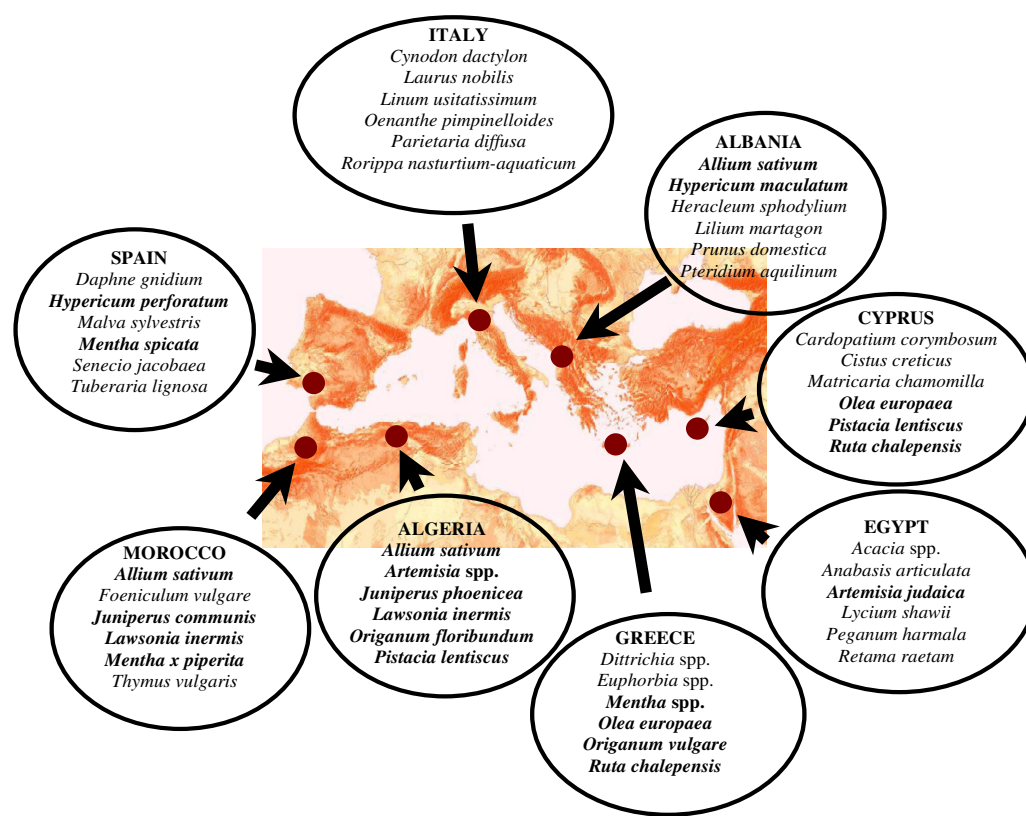 ITALY
Cynodon dactylon
Laurus nobilis
Linum usitatissimum
Oenanthe pimpinelloides
Parietaria diffusa
Rorippa nasturtium-aquaticum
ALBANIA
Allium sativum
Hypericum maculatum
Heracleum sphodylium
Lilium martagon
Prunus domestica
Pteridium aquilinum
SPAIN
Daphne gnidium
Hypericum perforatum
Malva sylvestris
Mentha spicata
Senecio jacobaea
Tuberaria lignosa
CYPRUS
Cardopatium corymbosum
Cistus creticus
Matricaria chamomilla
Olea europaea
Pistacia lentiscus
Ruta chalepensis
MOROCCO
Allium sativum
Foeniculum vulgare
Juniperus communis
Lawsonia inermis
Mentha x piperita
Thymus vulgaris
ALGERIA
Allium sativum
Artemisia spp.
Juniperus phoenicea
Lawsonia inermis
Origanum floribundum
Pistacia lentiscus
GREECE
Dittrichia spp.
Euphorbia spp.
Mentha spp.
Olea europaea
Origanum vulgare
Ruta chalepensis
EGYPT
Acacia spp.
Anabasis articulata
Artemisia judaica
Lycium shawii
Peganum harmala
Retama raetam